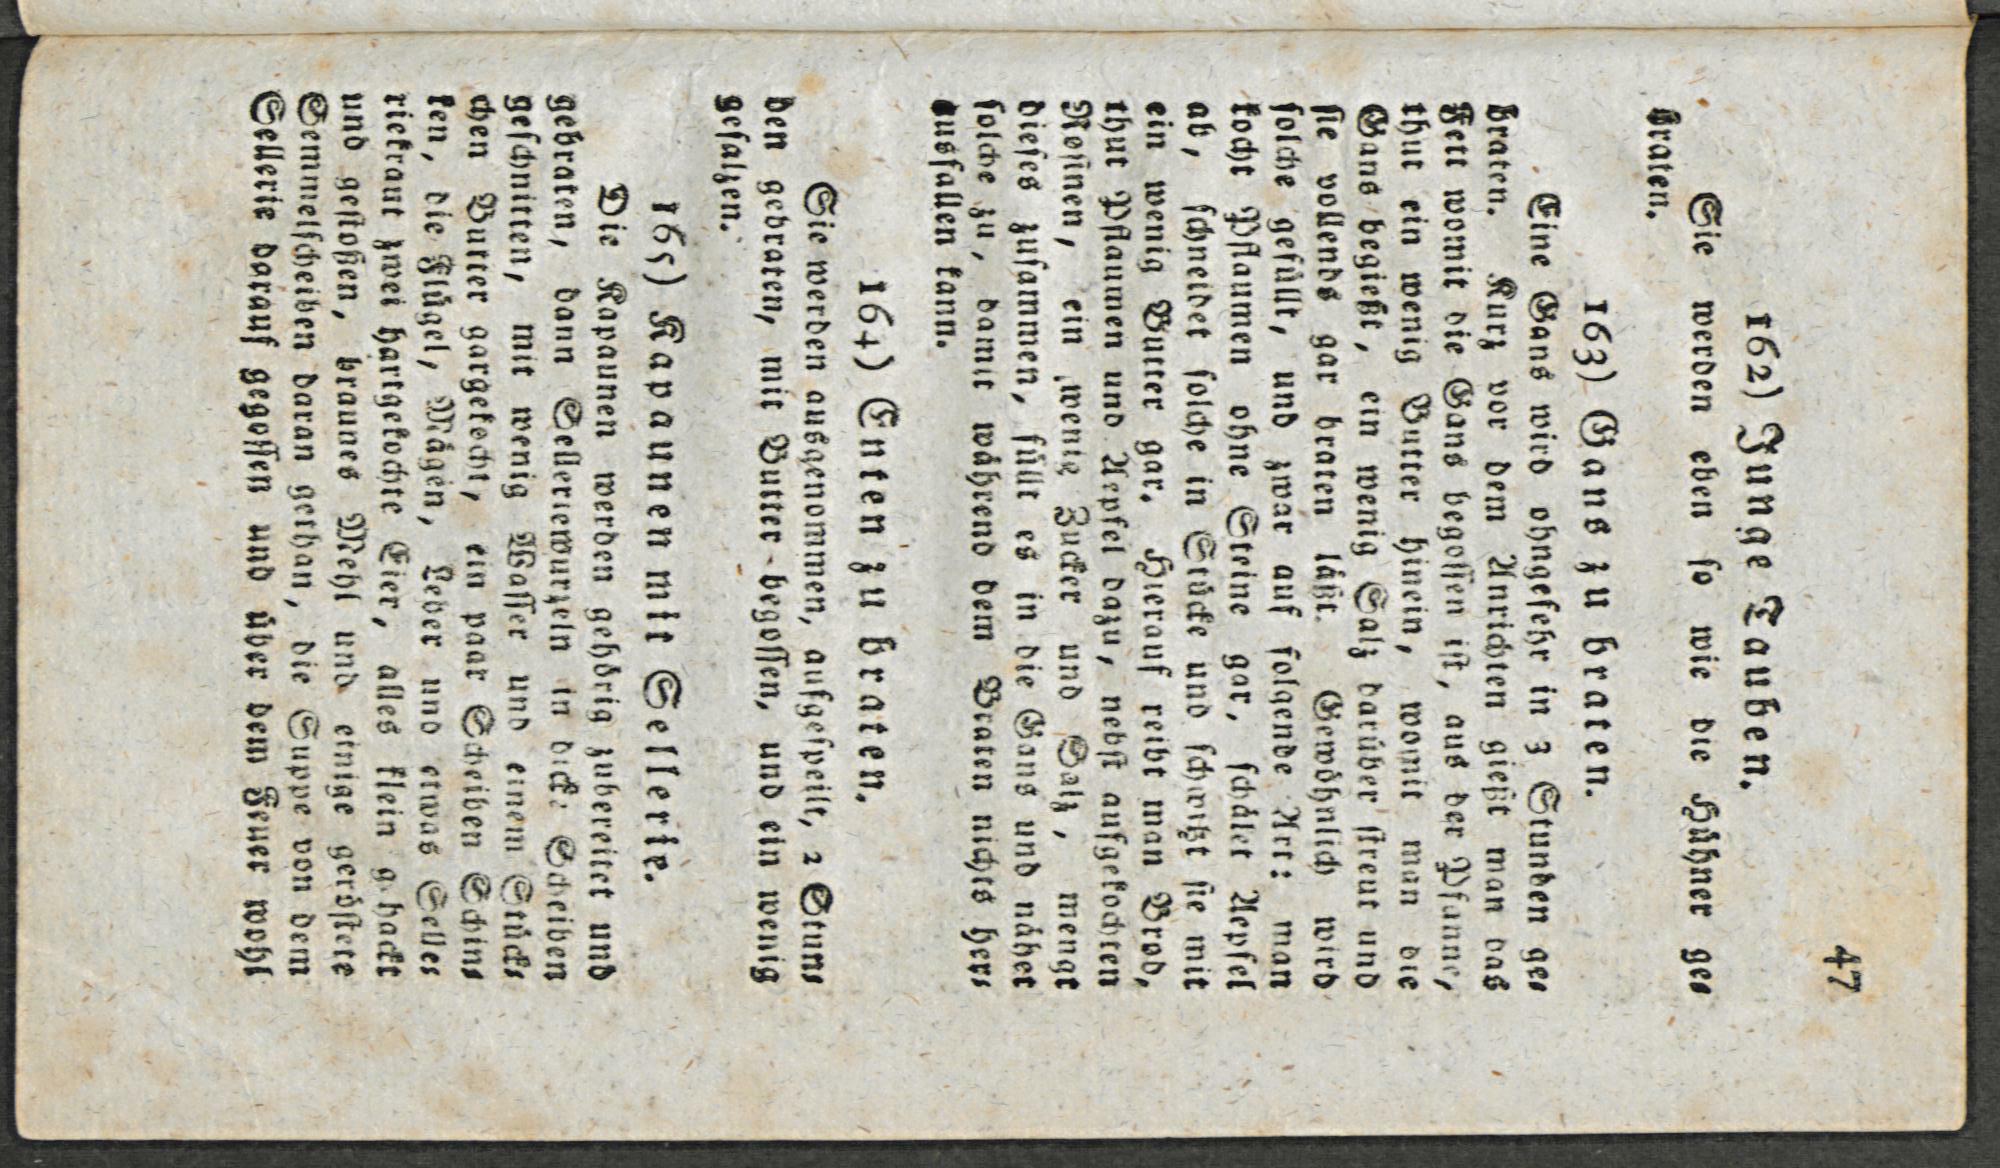 47
162) Junge Tauben.
Sie werden eben so wie die Hühner ge-
braten.
163) Gans zu braten.
Eine Gans wird ohngefehr in 3 Stunden ge-
braten. Kurz vor dem Anrichten gießt man das
Fett womit die Gans begossen ist, aus der Pfanne,
thut ein wenig Butter hinein, womit man die
Gans begießt, ein wenig Salz darüber streut und
sie vollends gar braten läßt. Gewöhnlich wird
solche gefüllt, und zwar auf folgende Art: man
kocht Pflaumen ohne Steine gar, schälet Aepfel
ab, schneidet solche in Stücke und schwitzt sie mit
ein wenig Butter gar. Hierauf reibt man Brod,
thut Pflaumen und Aepfel dazu, nebst aufgekochten
Rosinen, ein wenig Zucker und Salz, mengt
dieses zusammen, füllt es in die Gans und nähet
solche zu, damit während dem Braten nichts her-
ausfallen kann.
164) Enten zu braten.
Sie werden ausgenommen, aufgespeilt, 2 Stun-
den gebraten, mit Butter begossen, und ein wenig
gesalzen.
165) Kapaunen mit Sellerie.
Die Kapaunen werden gehörig zubereitet und
gebraten, dann Selleriewurzeln in dicke Scheiben
geschnitten, mit wenig Wasser und einem Stück-
chen Butter gargekocht, ein paar Scheiben Schin-
ken, die Flügel, Mägen, Leber und etwas Selle-
riekraut zwei hartgekochte Eier, alles klein gehackt
und gestoßen, braunes Mehl und einige geröstete
Semmelscheiben daran gethan, die Suppe von dem
Sellerie darauf gegossen und über dem Feuer wohl